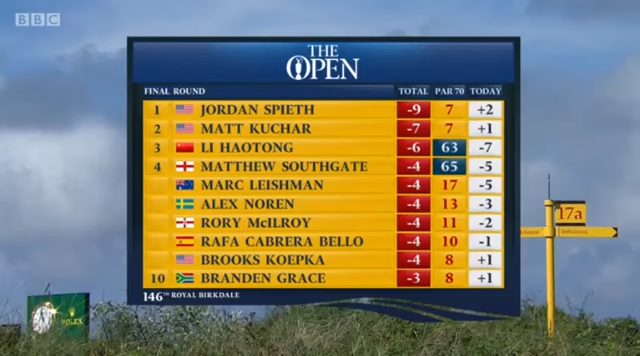 BBC
THE
OPEN
FINAL ROUND TOTAL PAR 70 TODAY
1 JORDAN SPIETH -9 7 +2
2 MATT KUCHAR -7 7 +1
3 LI HAOTONG -6 63 -7
4 MATTHEW SOUTHGATE -4 65 -5
MARC LEISHMAN -4 17 -5
ALEX NOREN -4 13 -3
RORY McILROY -4 11 -2
RAFA CABRERA BELLO -4 10 -1
BROOKS KOEPKA -4 8 +1
10 BRANDEN GRACE -3 8 +1
146TH ROYAL BIRKDALE
17a
ROLEX